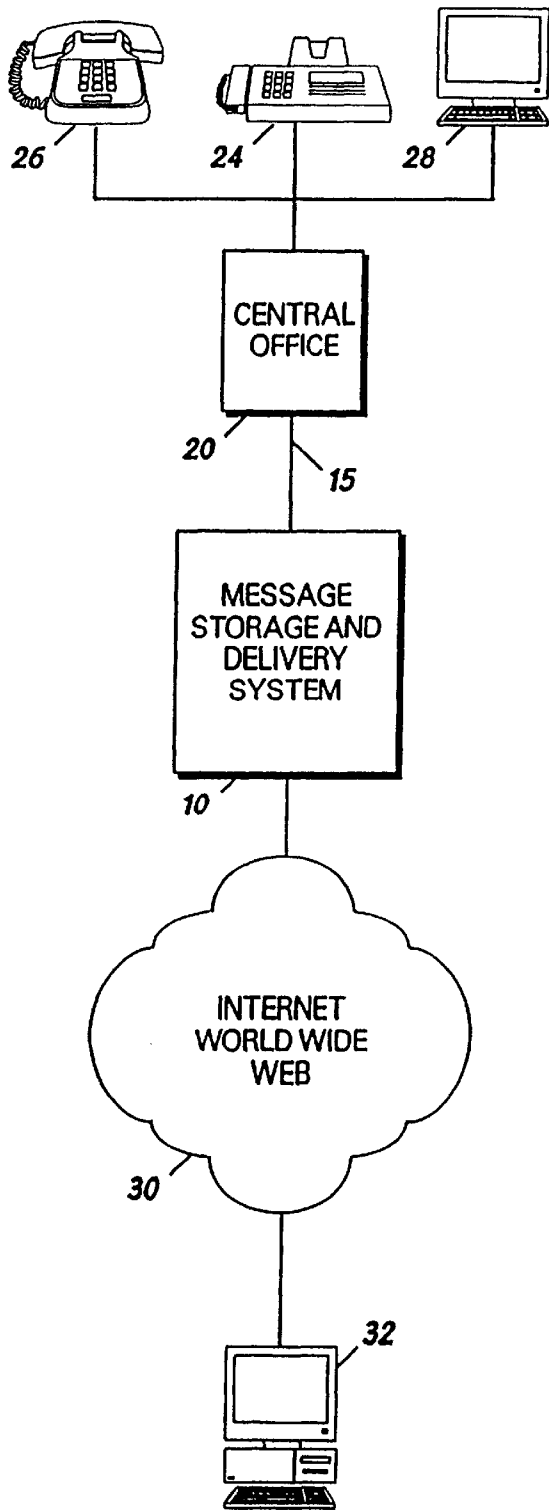 26
24
28
CENTRAL
OFFICE
20
15
MESSAGE
STORAGE AND
DELIVERY
SYSTEM
10
INTERNET
WORLD WIDE
WEB
30
32